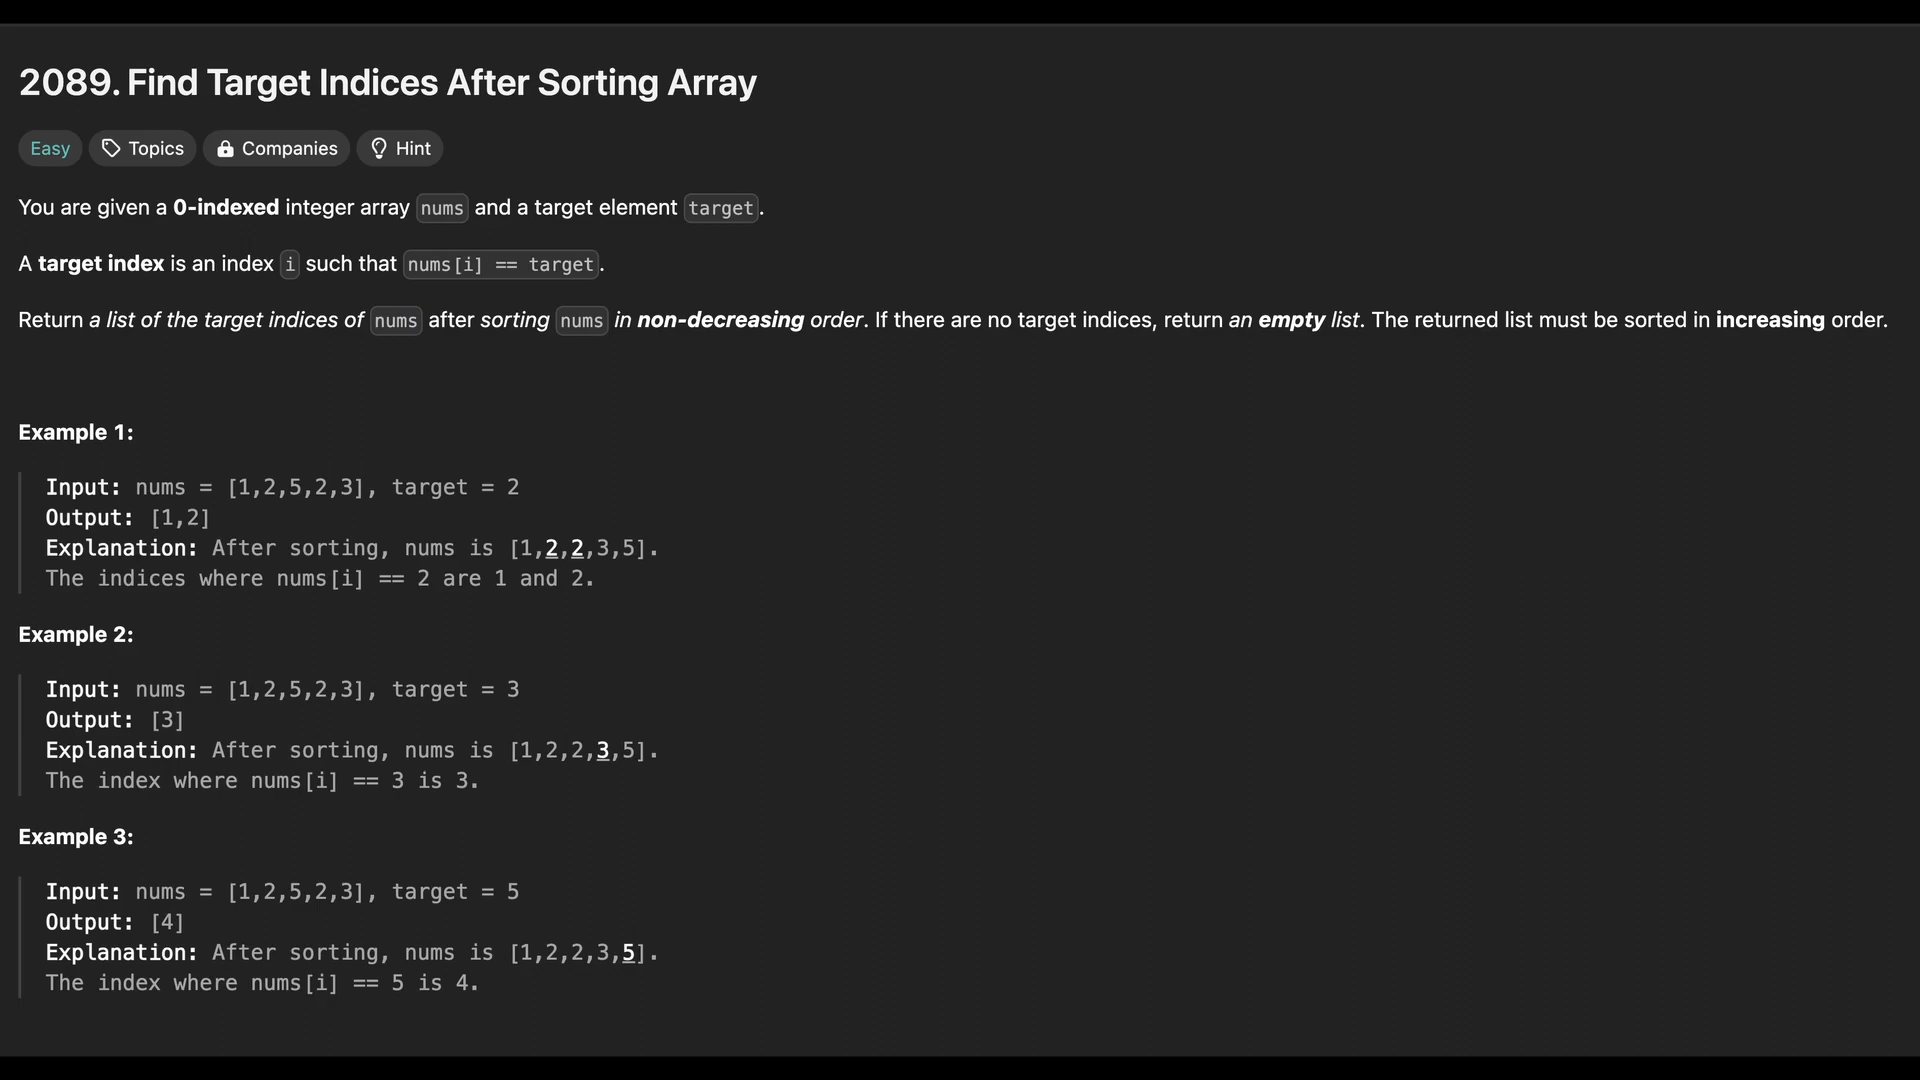 2089. Find Target Indices After Sorting Array
Easy Topics Companies Hint
You are given a 0-indexed integer array nums and a target element target.
A target index is an index i such that nums[i] == target.
Return a list of the target indices of nums after sorting nums in non-decreasing order. If there are no target indices, return an empty list. The returned list must be sorted in increasing order.
Example 1:
Input: nums = [1,2,5,2,3], target = 2
Output: [1,2]
Explanation: After sorting, nums is [1,2,2,3,5].
The indices where nums[i] == 2 are 1 and 2.
Example 2:
Input: nums = [1,2,5,2,3], target = 3
Output: [3]
Explanation: After sorting, nums is [1,2,2,3,5].
The index where nums[i] == 3 is 3.
Example 3:
Input: nums = [1,2,5,2,3], target = 5
Output: [4]
Explanation: After sorting, nums is [1,2,2,3,5].
The index where nums[i] == 5 is 4.